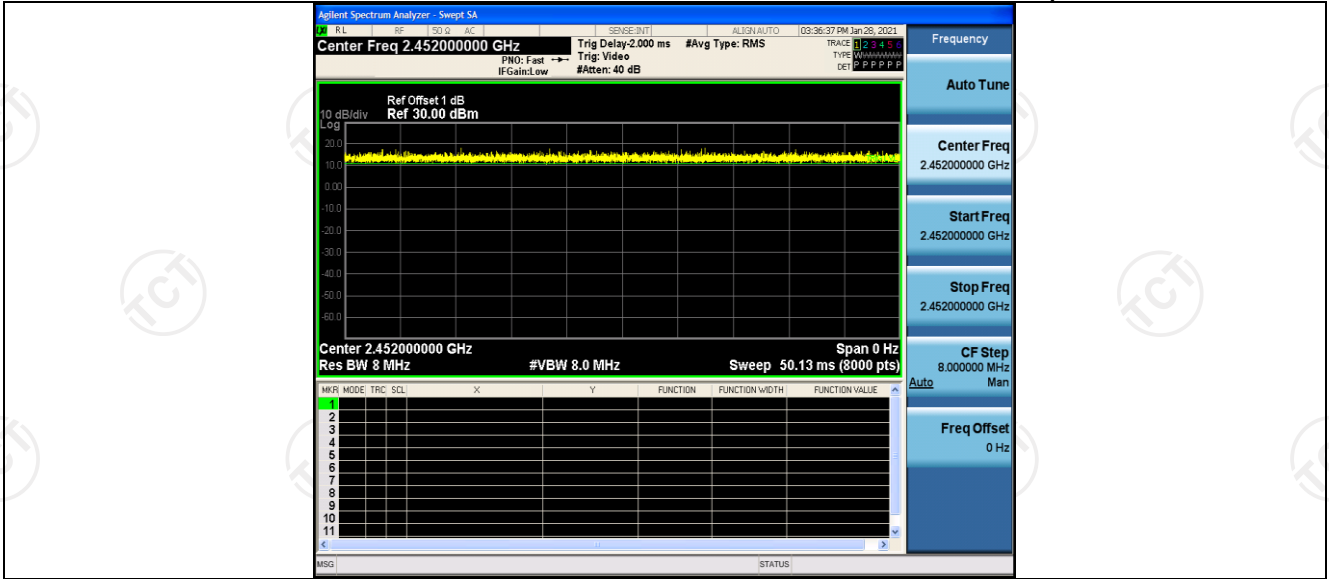 Agilent Spectrum Analyzer - Swept SA
RL RF 50 Ω AC SENSE:INT ALIGN AUTO 03:36:37 PM Jan 28, 2021
Center Freq 2.452000000 GHz
PNO: Fast
IFGain:Low
Trig Delay-2.000 ms
Trig: Video
#Atten: 40 dB
#Avg Type: RMS
TRACE 1 2 3 4 5 6
TYPE
DET P P P P P P
Ref Offset 1 dB
10 dB/div Ref 30.00 dBm
Log
20.0
10.0
0.00
-10.0
-20.0
-30.0
-40.0
-50.0
-60.0
Center 2.452000000 GHz Span 0 Hz
Res BW 8 MHz #VBW 8.0 MHz Sweep 50.13 ms (8000 pts)
MKR MODE TRC SCL X Y FUNCTION FUNCTION WIDTH FUNCTION VALUE
1
2
3
4
5
6
7
8
9
10
11
MSG STATUS
Frequency
Auto Tune
Center Freq
2.452000000 GHz
Start Freq
2.452000000 GHz
Stop Freq
2.452000000 GHz
CF Step
8.000000 MHz
Auto Man
Freq Offset
0 Hz
TCT
TCT
TCT
TCT